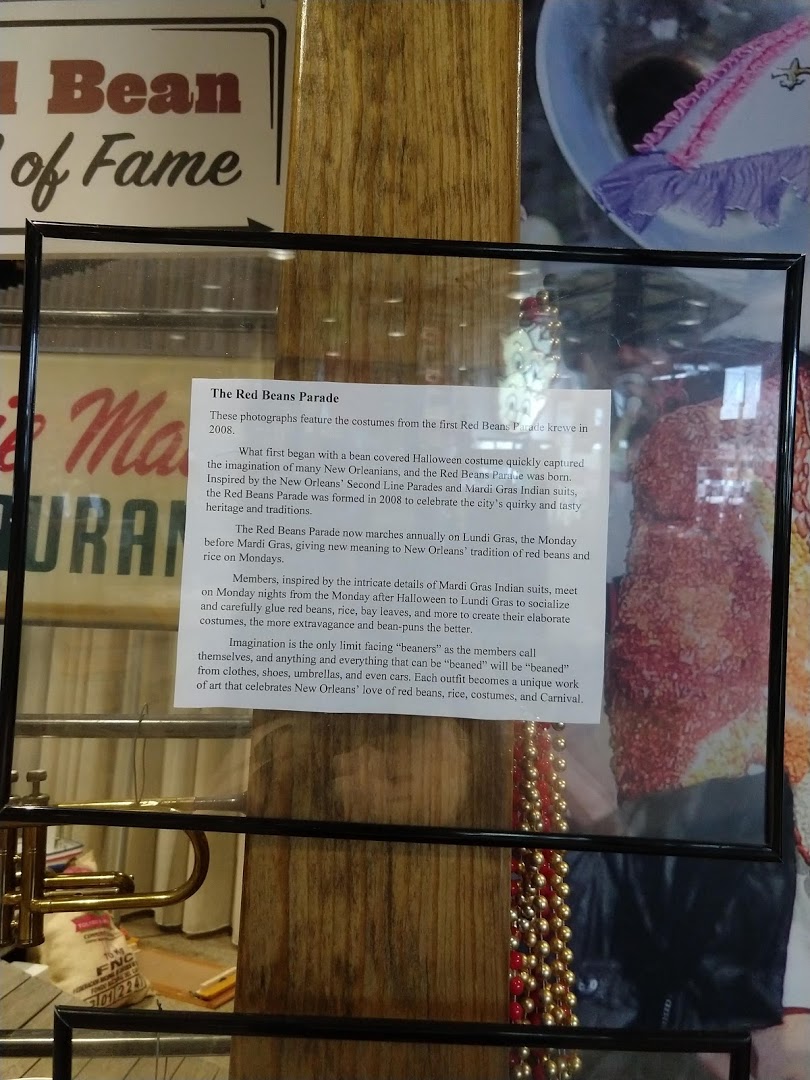 Bean
of Fame
The Red Beans Parade
These photographs feature the costumes from the first Red Beans Parade krewe in
2008.
What first began with a bean covered Halloween costume quickly captured
the imagination of many New Orleanians, and the Red Beans Parade was born.
Inspired by the New Orleans' Second Line Parades and Mardi Gras Indian suits,
the Red Beans Parade was formed in 2008 to celebrate the city's quirky and tasty
heritage and traditions.
The Red Beans Parade now marches annually on Lundi Gras, the Monday
before Mardi Gras, giving new meaning to New Orleans' tradition of red beans and
rice on Mondays.
Members, inspired by the intricate details of Mardi Gras Indian suits, meet
on Monday nights from the Monday after Halloween to Lundi Gras to socialize
and carefully glue red beans, rice, bay leaves, and more to create their elaborate
costumes, the more extravagance and bean-puns the better.
Imagination is the only limit facing "beaners" as the members call
themselves, and anything and everything that can be "beaned" will be "beaned"
from clothes, shoes, umbrellas, and even cars. Each outfit becomes a unique work
of art that celebrates New Orleans' love of red beans, rice, costumes, and Carnival.
FNC